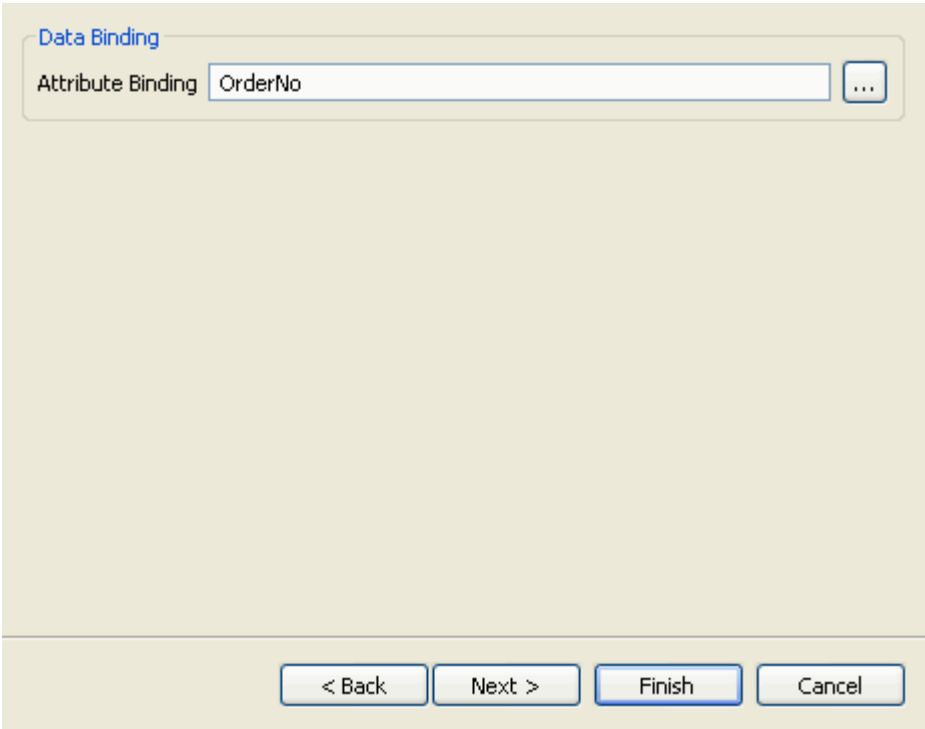 Data Binding
Attribute Binding OrderNo ...
< Back Next > Finish Cancel